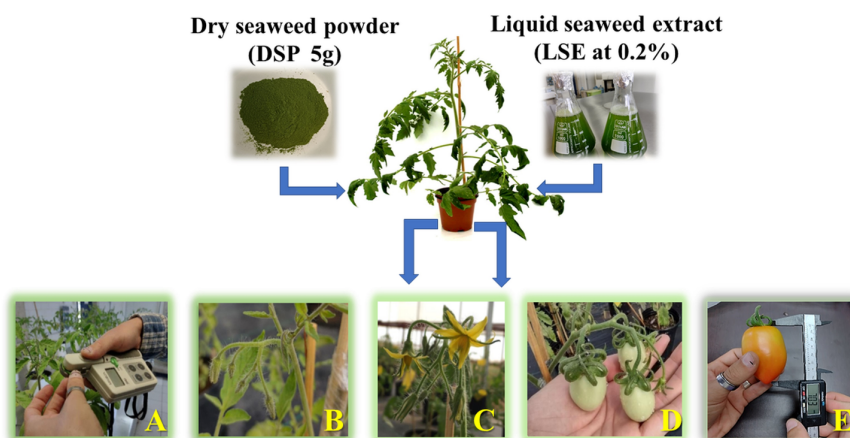 Dry seaweed powder
(DSP 5g)
Liquid seaweed extract
(LSE at 0.2%)
A
B
C
D
E